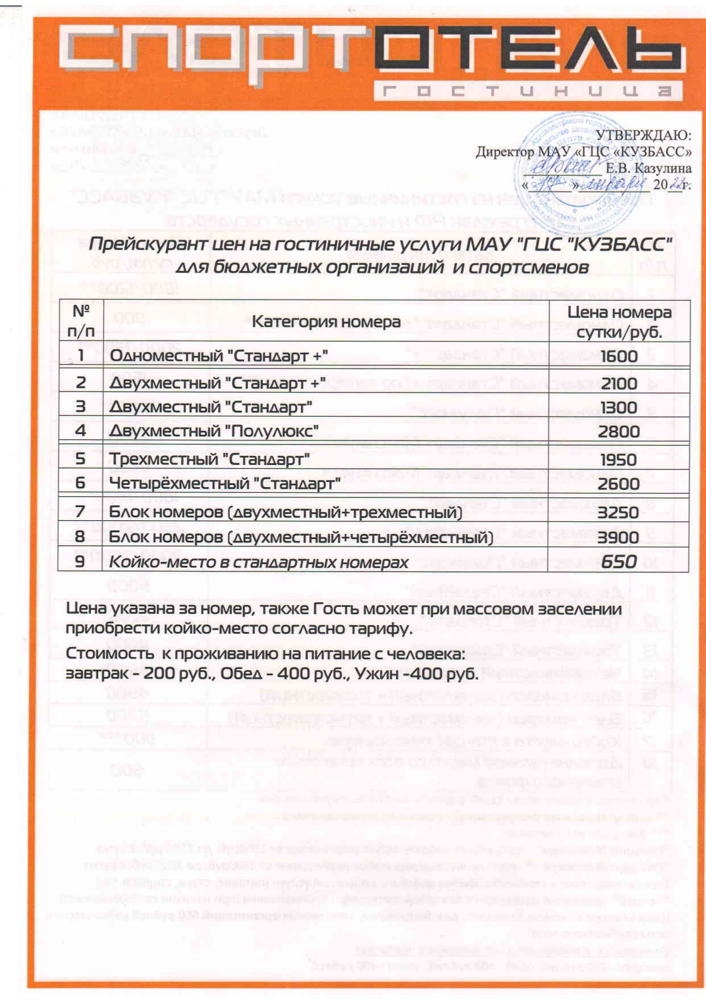 СПОРТОТЕЛЬ
гостиница
УТВЕРЖДАЮ:
Директор МАУ «ГЦС «КУЗБАСС»
Е.В. Казулина
« » января 2022г.
Прейскурант цен на гостиничные услуги МАУ "ГЦС "КУЗБАСС"
для бюджетных организаций и спортсменов
№ п/п Категория номера Цена номера сутки/руб.
1 Одноместный "Стандарт +" 1600
2 Двухместный "Стандарт +" 2100
3 Двухместный "Стандарт" 1300
4 Двухместный "Полулюкс" 2800
5 Трехместный "Стандарт" 1950
6 Четырёхместный "Стандарт" 2600
7 Блок номеров (двухместный+трехместный) 3250
8 Блок номеров (двухместный+четырёхместный) 3900
9 Койко-место в стандартных номерах 650
Цена указана за номер, также Гость может при массовом заселении
приобрести койко-место согласно тарифу.
Стоимость к проживанию на питание с человека:
завтрак - 200 руб., Обед - 400 руб., Ужин -400 руб.